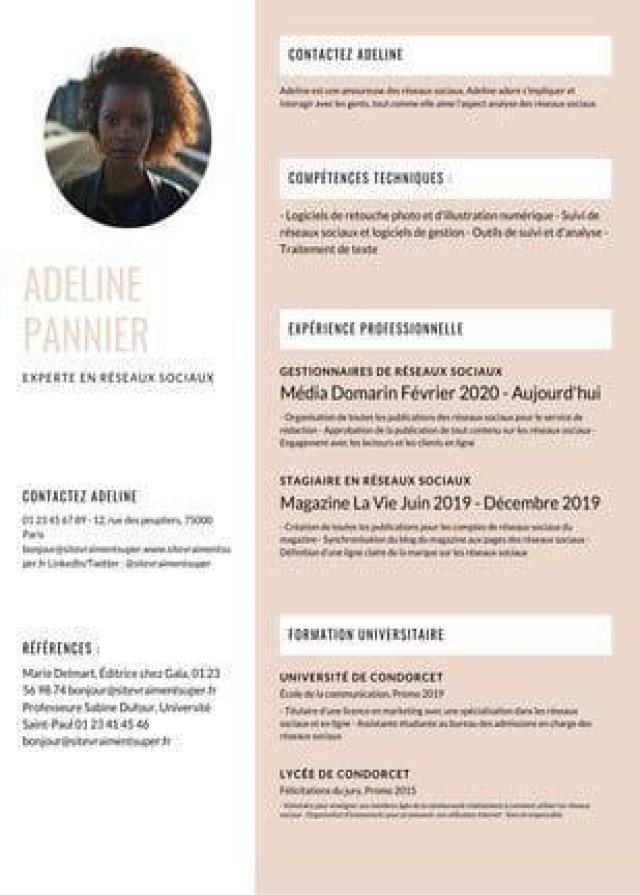 ADELINE
PANNIER
EXPERTE EN RÉSEAUX SOCIAUX
CONTACTEZ ADELINE
01 23 45 67 89 - 12, rue des peupliers, 75000
Paris
bonjour@sitevraimentsuper www.sitevraimentsu
per.fr LinkedIn/Twitter : @sitevraimentsuper
RÉFÉRENCES :
Marie Delmart, Éditrice chez Gala, 01 23
56 98 74 bonjour@sitevraimentsuper.fr
Professeure Sabine Dufour, Université
Saint-Paul 01 23 41 45 46
bonjour@sitevraimentsuper.fr
CONTACTEZ ADELINE
Adeline est une amoureuse des réseaux sociaux. Adeline adore s'impliquer et
interagir avec les gents, tout comme elle aime l'aspect analyse des réseaux sociaux.
COMPÉTENCES TECHNIQUES :
- Logiciels de retouche photo et d'illustration numérique - Suivi de
réseaux sociaux et logiciels de gestion - Outils de suivi et d'analyse -
Traitement de texte
EXPÉRIENCE PROFESSIONNELLE
GESTIONNAIRES DE RÉSEAUX SOCIAUX
Média Domarin Février 2020 - Aujourd'hui
- Organisation de toutes les publications des réseaux sociaux pour le service de
rédaction - Approbation de la publication de tout contenu sur les réseaux sociaux -
Engagement avec les lecteurs et les clients en ligne
STAGIAIRE EN RÉSEAUX SOCIAUX
Magazine La Vie Juin 2019 - Décembre 2019
- Création de toutes les publications pour les comptes de réseaux sociaux du
magazine - Synchronisation du blog du magazine aux pages des réseaux sociaux -
Définition d'une ligne claire de la marque sur les réseaux sociaux
FORMATION UNIVERSITAIRE
UNIVERSITÉ DE CONDORCET
École de la communication, Promo 2019
- Titulaire d'une licence en marketing avec une spécialisation dans les réseaux
sociaux et en ligne - Assistante étudiante au bureau des admissions en charge des
réseaux sociaux
LYCÉE DE CONDORCET
Félicitations du jury, Promo 2015